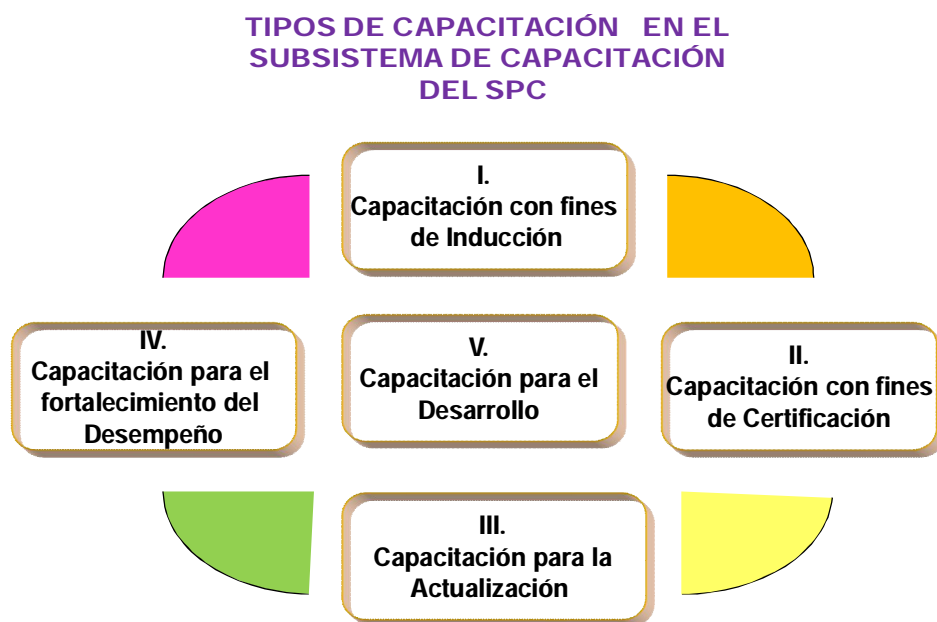 TIPOS DE CAPACITACIÓN EN EL
SUBSISTEMA DE CAPACITACIÓN
DEL SPC
I.
Capacitación con fines
de Inducción
IV.
Capacitación para el
fortalecimiento del
Desempeño
V.
Capacitación para el
Desarrollo
II.
Capacitación con fines
de Certificación
III.
Capacitación para la
Actualización